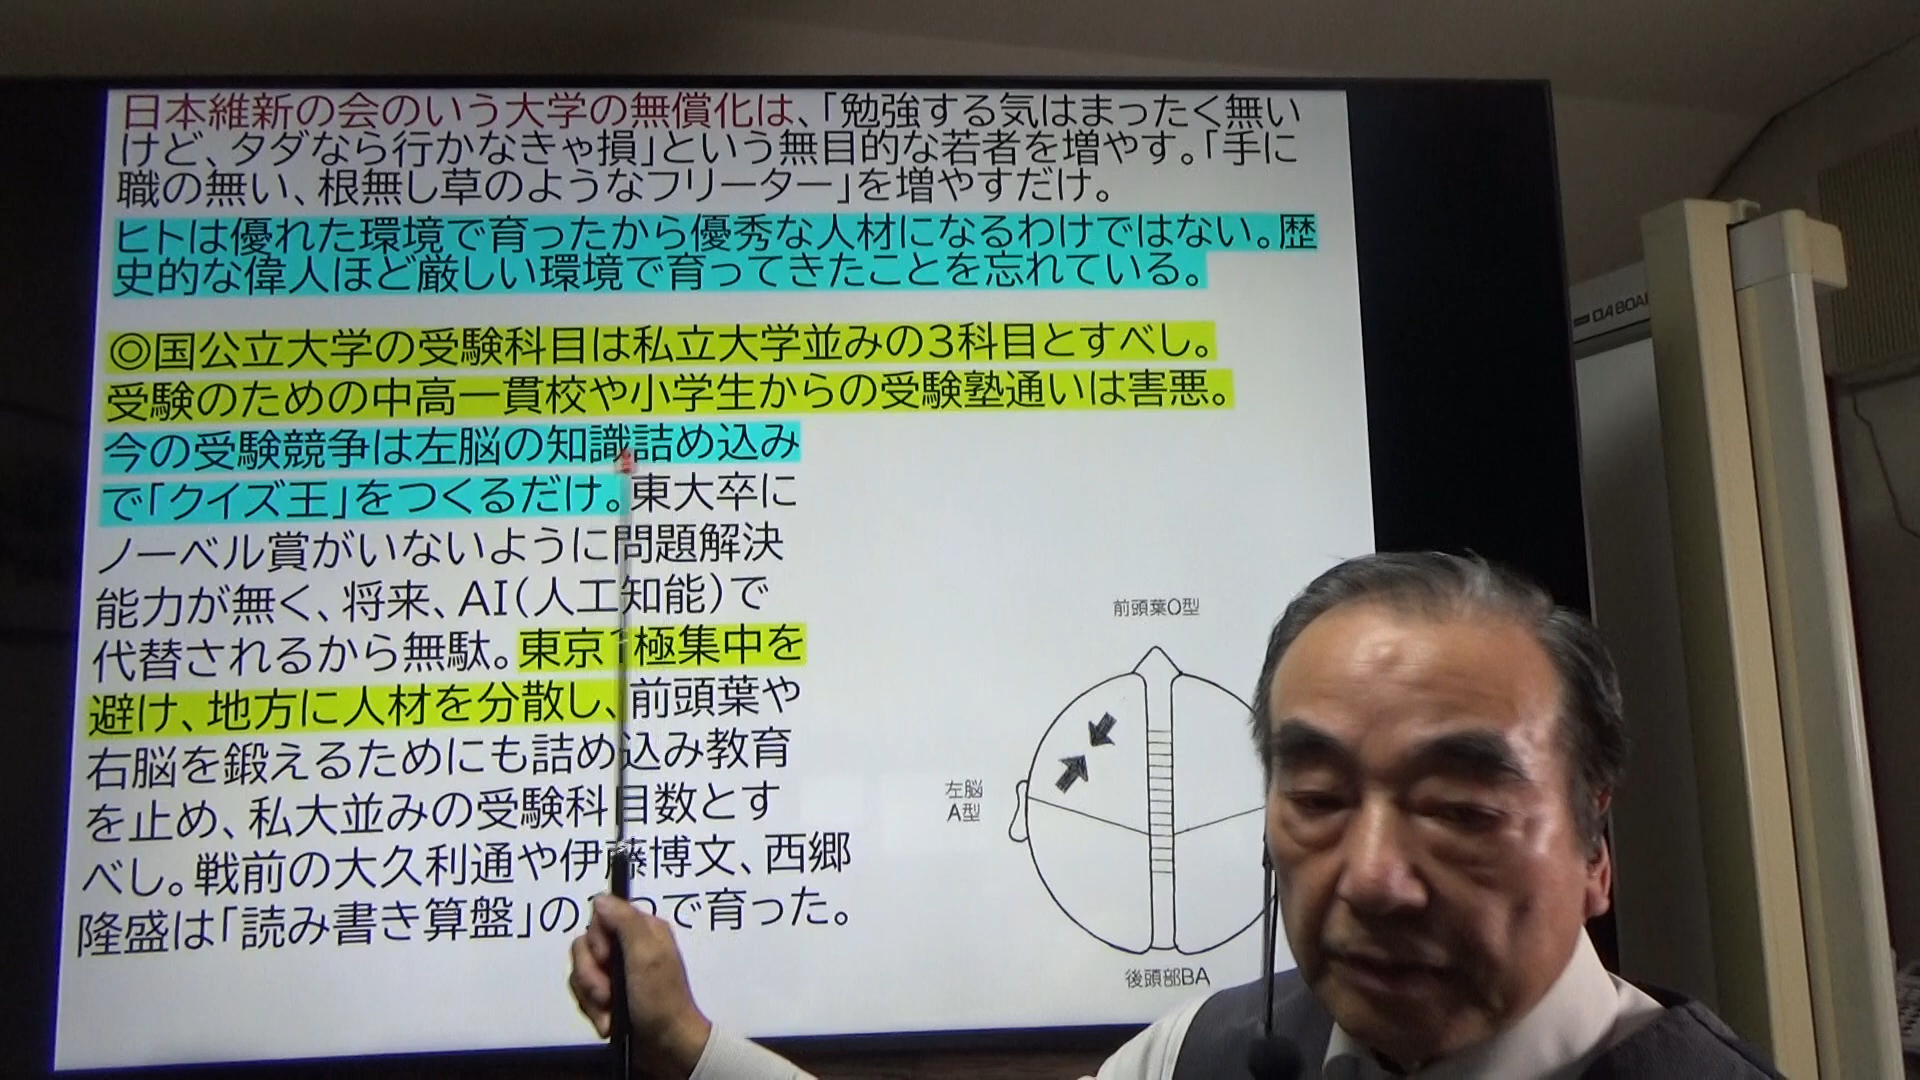 日本維新の会のいう大学の無償化は、「勉強する気はまったく無い
けど、タダなら行かなきゃ損」という無目的な若者を増やす。「手に
職の無い、根無し草のようなフリーター」を増やすだけ。
ヒトは優れた環境で育ったから優秀な人材になるわけではない。歴
史的な偉人ほど厳しい環境で育ってきたことを忘れている。
◎国公立大学の受験科目は私立大学並みの3科目とすべし。
受験のための中高一貫校や小学生からの受験塾通いは害悪。
今の受験競争は左脳の知識詰め込み
で「クイズ王」をつくるだけ。東大卒に
ノーベル賞がいないように問題解決
能力が無く、将来、AI(人工知能)で
代替されるから無駄。東京1極集中を
避け、地方に人材を分散し、前頭葉や
右脳を鍛えるためにも詰め込み教育
を止め、私大並みの受験科目数とす
べし。戦前の大久利通や伊藤博文、西郷
隆盛は「読み書き算盤」の つで育った。
前頭葉O型
左脳
A型
後頭部BA